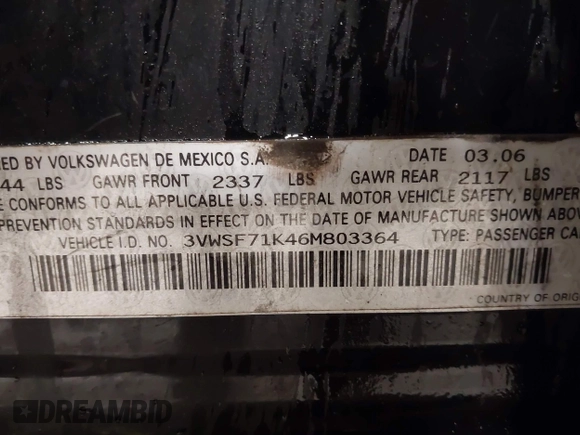 ED BY VOLKSWAGEN DE MEXICO S.A. DATE 03.06
44 LBS GAWR FRONT 2337 LBS GAWR REAR 2117 LBS
E CONFORMS TO ALL APPLICABLE U.S. FEDERAL MOTOR VEHICLE SAFETY, BUMPER
PREVENTION STANDARDS IN EFFECT ON THE DATE OF MANUFACTURE SHOWN ABOV
VEHICLE I.D. NO. 3VWSF71K46M803364 TYPE: PASSENGER CA
COUNTRY OF ORIG
DREAMBID